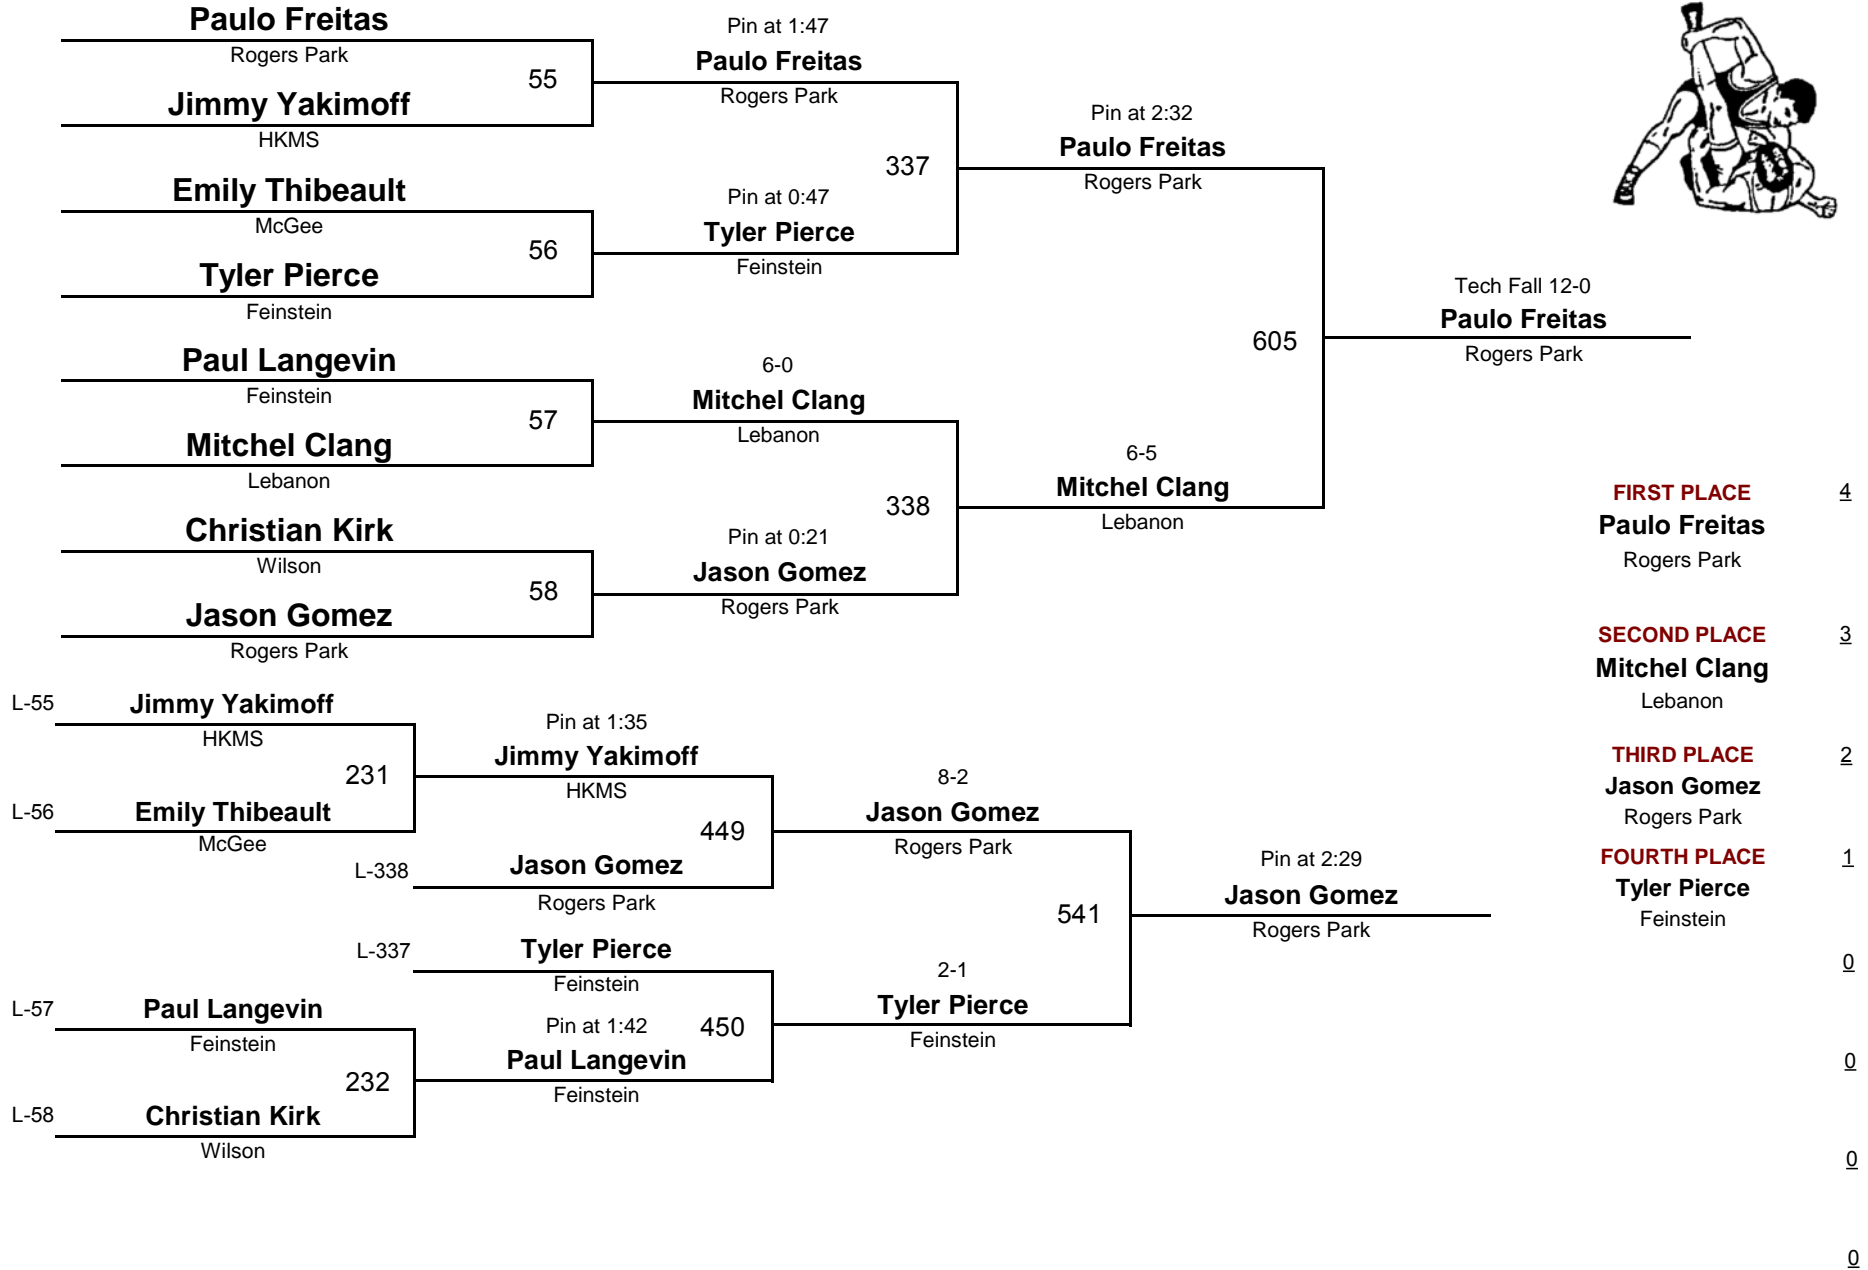 Paulo Freitas
Rogers Park
55
Jimmy Yakimoff
HKMS
Emily Thibeault
McGee
56
Tyler Pierce
Feinstein
Paul Langevin
Feinstein
57
Mitchel Clang
Lebanon
Christian Kirk
Wilson
58
Jason Gomez
Rogers Park
Pin at 1:47
Paulo Freitas
Rogers Park
337
Pin at 0:47
Tyler Pierce
Feinstein
6-0
Mitchel Clang
Lebanon
338
Pin at 0:21
Jason Gomez
Rogers Park
Pin at 2:32
Paulo Freitas
Rogers Park
605
6-5
Mitchel Clang
Lebanon
Tech Fall 12-0
Paulo Freitas
Rogers Park
L-55
Jimmy Yakimoff
HKMS
231
L-56
Emily Thibeault
McGee
Pin at 1:35
Jimmy Yakimoff
HKMS
449
L-338
Jason Gomez
Rogers Park
L-337
Tyler Pierce
Feinstein
450
Pin at 1:42
Paul Langevin
Feinstein
L-57
Paul Langevin
Feinstein
232
L-58
Christian Kirk
Wilson
8-2
Jason Gomez
Rogers Park
541
2-1
Tyler Pierce
Feinstein
Pin at 2:29
Jason Gomez
Rogers Park
FIRST PLACE 4
Paulo Freitas
Rogers Park
SECOND PLACE 3
Mitchel Clang
Lebanon
THIRD PLACE 2
Jason Gomez
Rogers Park
FOURTH PLACE 1
Tyler Pierce
Feinstein
0
0
0
0